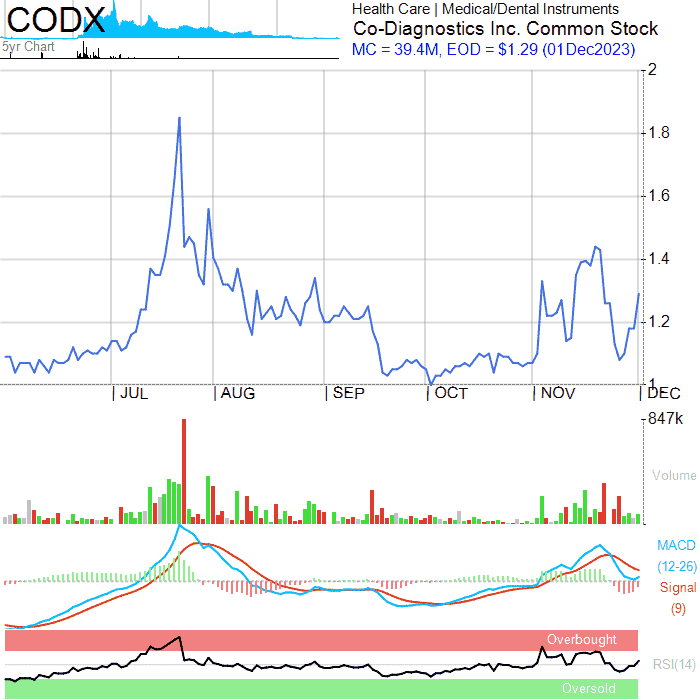 CODX
5yr Chart
Health Care | Medical/Dental Instruments
Co-Diagnostics Inc. Common Stock
MC = 39.4M, EOD = $1.29 (01Dec2023)
2
1.8
1.6
1.4
1.2
1
JUL AUG SEP OCT NOV DEC
847k
Volume
MACD
(12-26)
Signal
(9)
Overbought
RSI(14)
Oversold